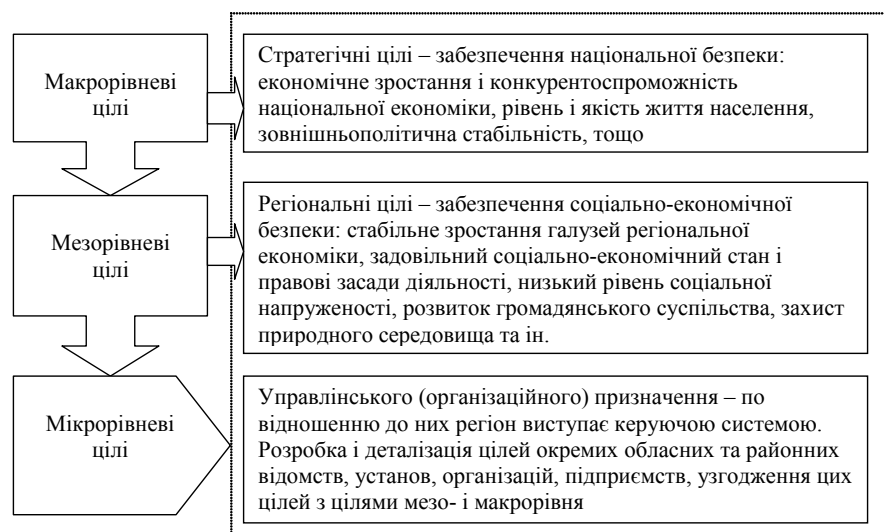 Макрорівневі
цілі
Стратегічні цілі – забезпечення національної безпеки:
економічне зростання і конкурентоспроможність
національної економіки, рівень і якість життя населення,
зовнішньополітична стабільність, тощо
Мезорівневі
цілі
Регіональні цілі – забезпечення соціально-економічної
безпеки: стабільне зростання галузей регіональної
економіки, задовільний соціально-економічний стан і
правові засади діяльності, низький рівень соціальної
напруженості, розвиток громадянського суспільства, захист
природного середовища та ін.
Мікрорівневі
цілі
Управлінського (організаційного) призначення – по
відношенню до них регіон виступає керуючою системою.
Розробка і деталізація цілей окремих обласних та районних
відомств, установ, організацій, підприємств, узгодження цих
цілей з цілями мезо- і макрорівня